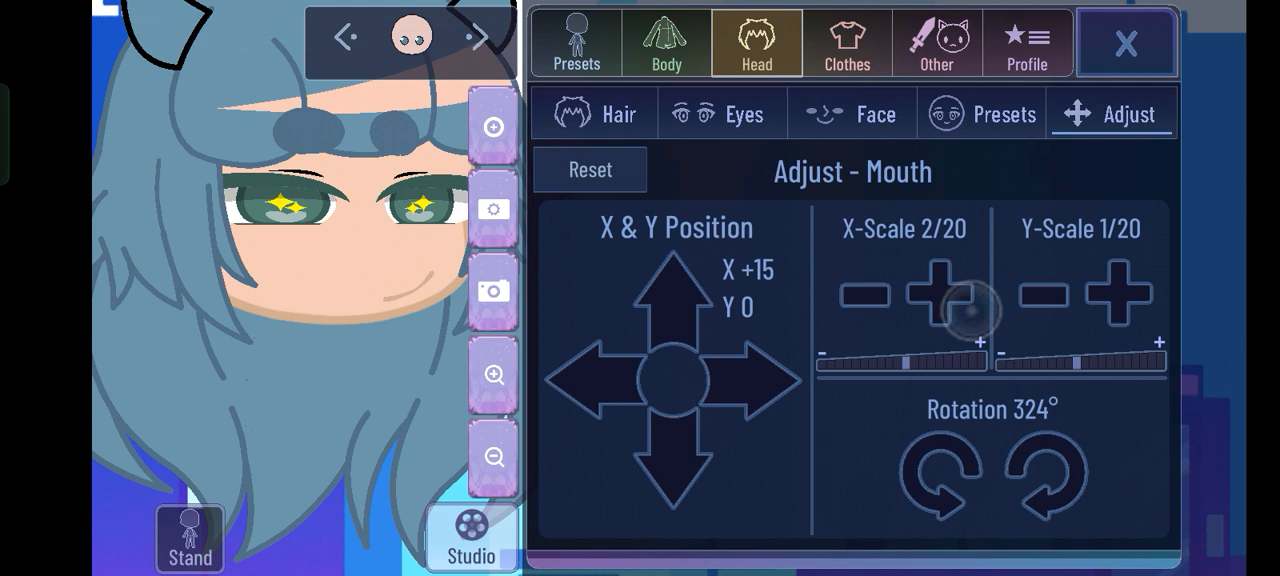 Presets
Body
Head
Clothes
Other
Profile
X
Hair
Eyes
Face
Presets
Adjust
Reset
Adjust - Mouth
X & Y Position
X +15
Y 0
X-Scale 2/20
Y-Scale 1/20
- +
- +
Rotation 324°
Stand
Studio